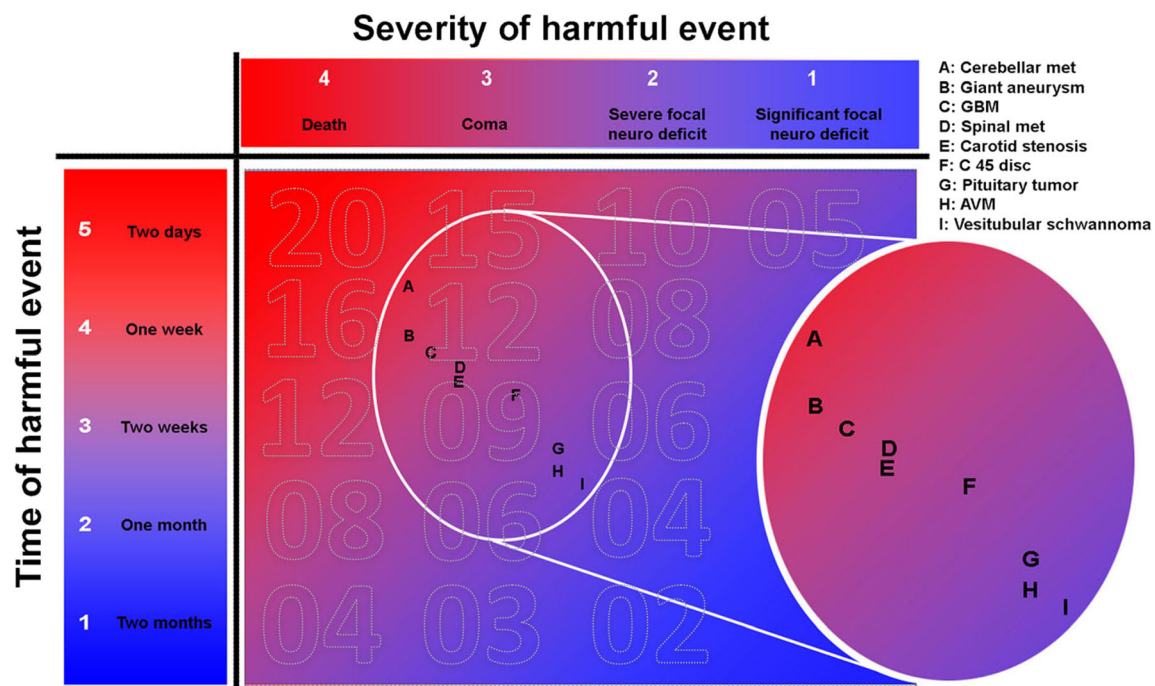 Severity of harmful event
4
3
2
1
Death
Coma
Severe focal
neuro deficit
Significant focal
neuro deficit
A: Cerebellar met
B: Giant aneurysm
C: GBM
D: Spinal met
E: Carotid stenosis
F: C 45 disc
G: Pituitary tumor
H: AVM
I: Vesitubular schwannoma
Time of harmful event
5 Two days
4 One week
3 Two weeks
2 One month
1 Two months
20 15 10 05
16 12 08
12 09 06
08 06 04
04 03 02
A
B
C
D
E
F
G
H
I
A
B
C
D
E
F
G
H
I